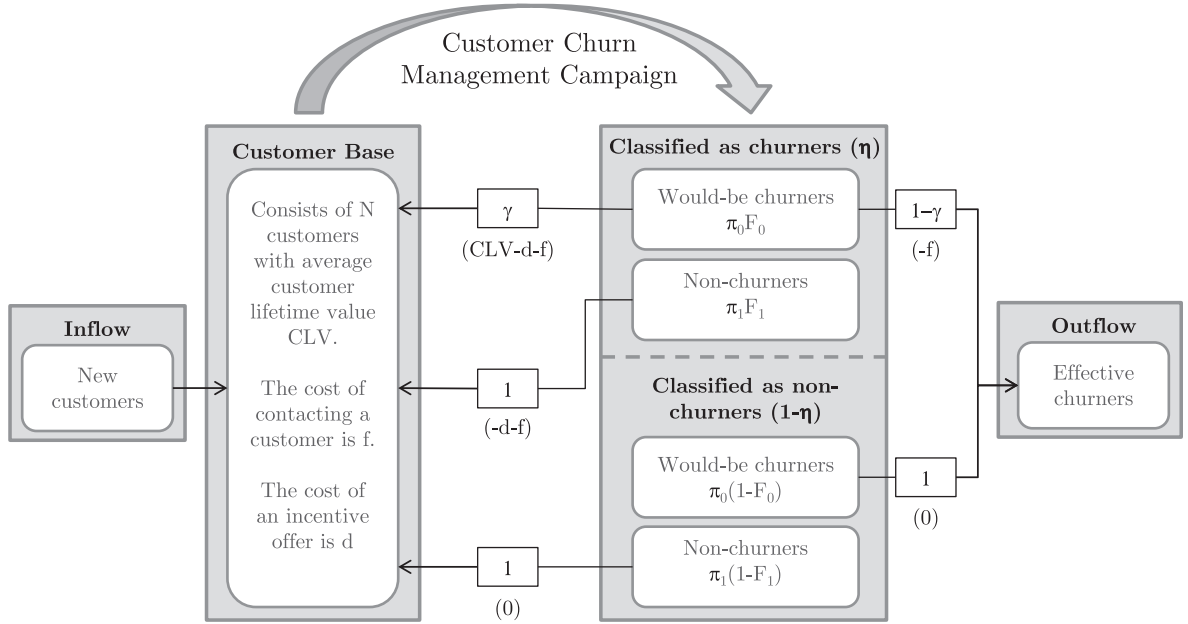 Customer Churn
Management Campaign
Inflow
New
customers
Customer Base
Consists of N
customers
with average
customer
lifetime value
CLV.
The cost of
contacting a
customer is f.
The cost of
an incentive
offer is d
γ
(CLV-d-f)
1
(-d-f)
1
(0)
Classified as churners (η)
Would-be churners
π₀F₀
Non-churners
π₁F₁
Classified as non-
churners (1-η)
Would-be churners
π₀(1-F₀)
Non-churners
π₁(1-F₁)
1–γ
(-f)
1
(0)
Outflow
Effective
churners